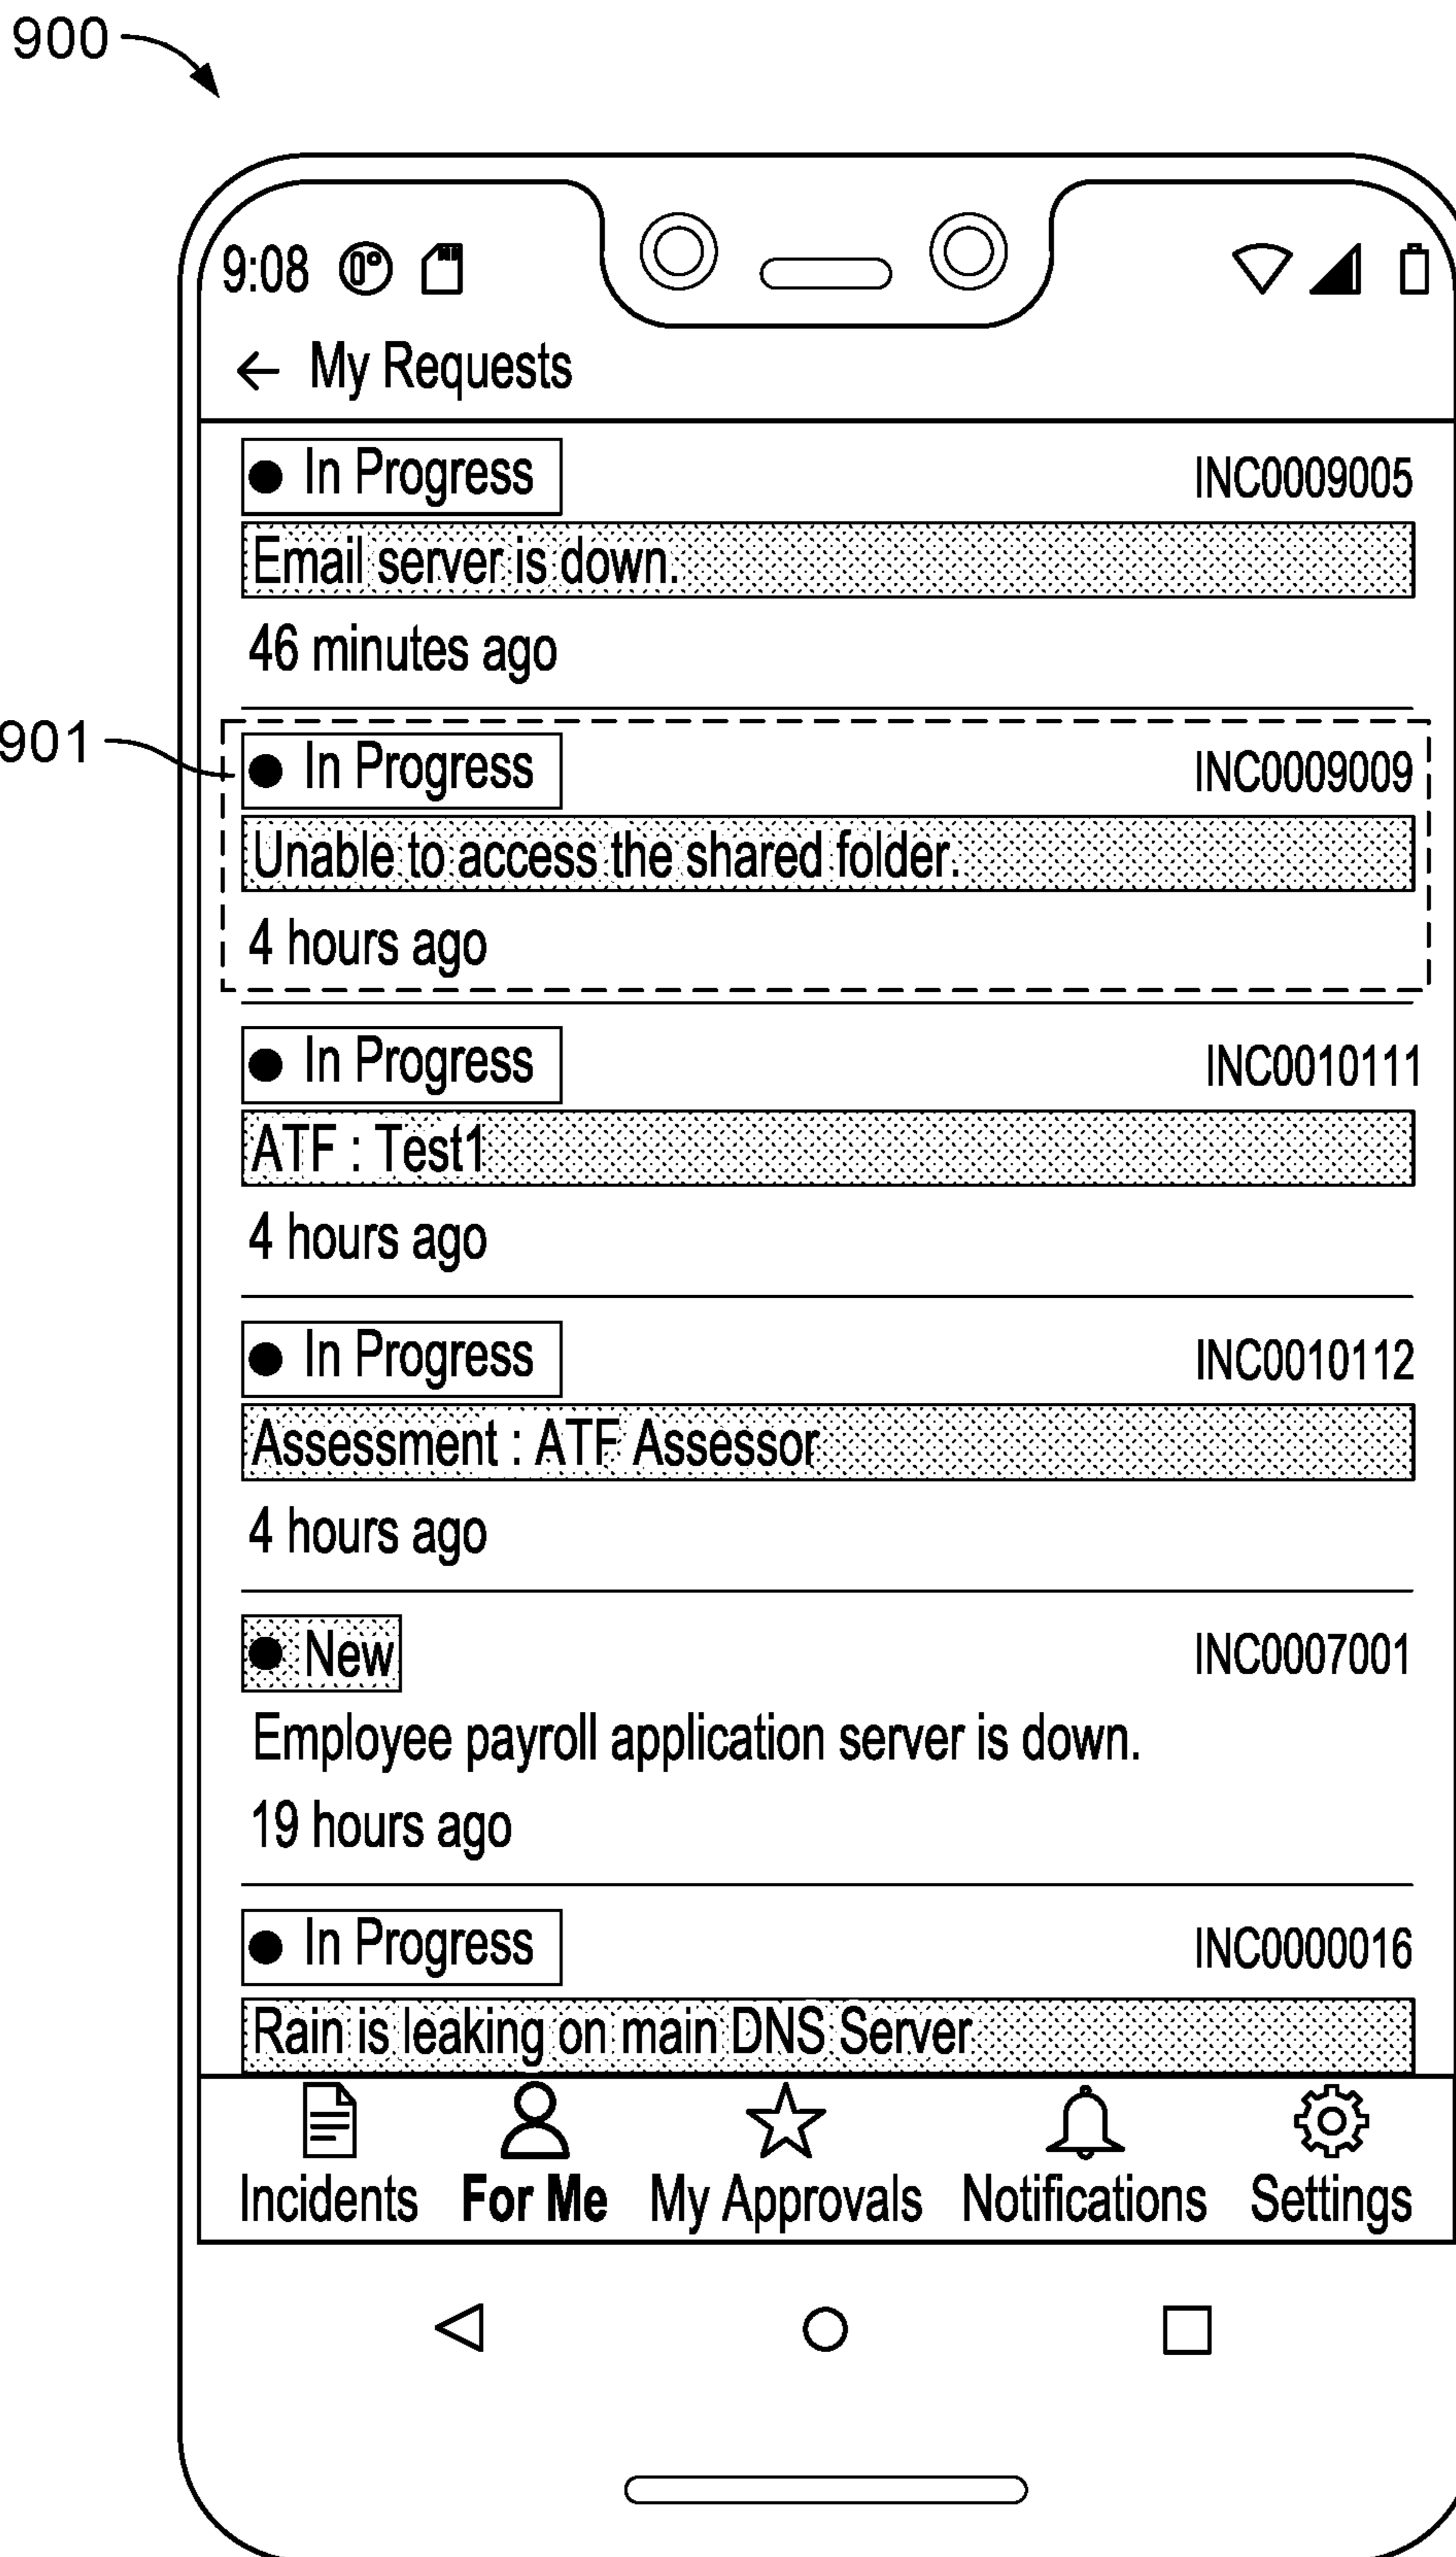 900
9:08
← My Requests
● In Progress INC0009005
Email server is down.
46 minutes ago
901
● In Progress INC0009009
Unable to access the shared folder.
4 hours ago
● In Progress INC0010111
ATF : Test1
4 hours ago
● In Progress INC0010112
Assessment : ATF Assessor
4 hours ago
● New INC0007001
Employee payroll application server is down.
19 hours ago
● In Progress INC0000016
Rain is leaking on main DNS Server
Incidents For Me My Approvals Notifications Settings